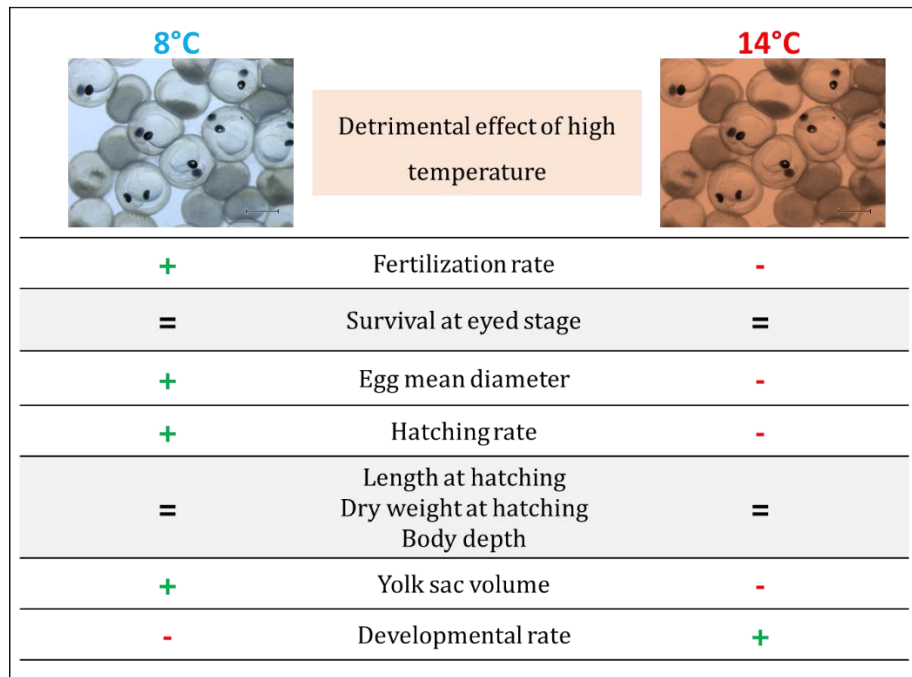 8°C
14°C
Detrimental effect of high
temperature
+ Fertilization rate -
= Survival at eyed stage =
+ Egg mean diameter -
+ Hatching rate -
Length at hatching
= Dry weight at hatching =
Body depth
+ Yolk sac volume -
- Developmental rate +